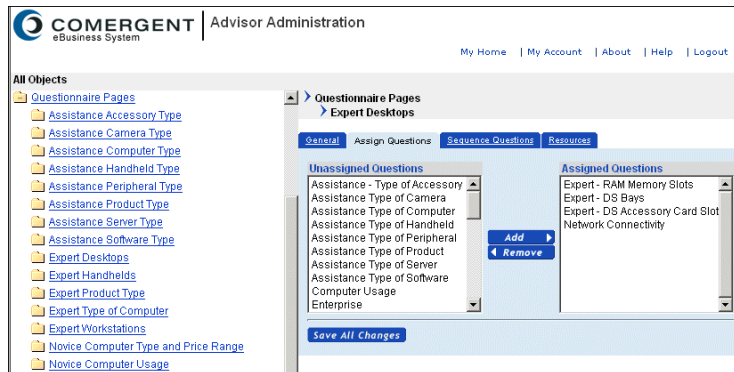 COMERGENT
eBusiness System
Advisor Administration
My Home | My Account | About | Help | Logout
All Objects
Questionnaire Pages
Assistance Accessory Type
Assistance Camera Type
Assistance Computer Type
Assistance Handheld Type
Assistance Peripheral Type
Assistance Product Type
Assistance Server Type
Assistance Software Type
Expert Desktops
Expert Handhelds
Expert Product Type
Expert Type of Computer
Expert Workstations
Novice Computer Type and Price Range
Novice Computer Usage
Questionnaire Pages
Expert Desktops
General Assign Questions Sequence Questions Resources
Unassigned Questions
Assistance - Type of Accessory
Assistance Type of Camera
Assistance Type of Computer
Assistance Type of Handheld
Assistance Type of Peripheral
Assistance Type of Product
Assistance Type of Server
Assistance Type of Software
Computer Usage
Enterprise
Add
Remove
Assigned Questions
Expert - RAM Memory Slots
Expert - DS Bays
Expert - DS Accessory Card Slot
Network Connectivity
Save All Changes